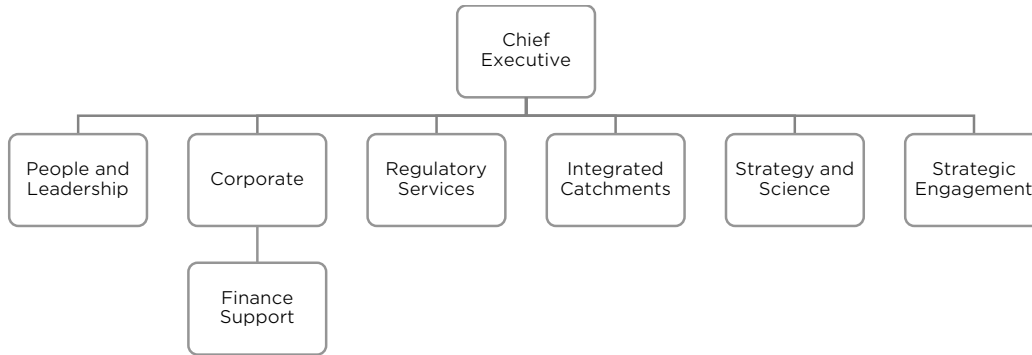 Chief
Executive
People and
Leadership
Corporate
Regulatory
Services
Integrated
Catchments
Strategy and
Science
Strategic
Engagement
Finance
Support